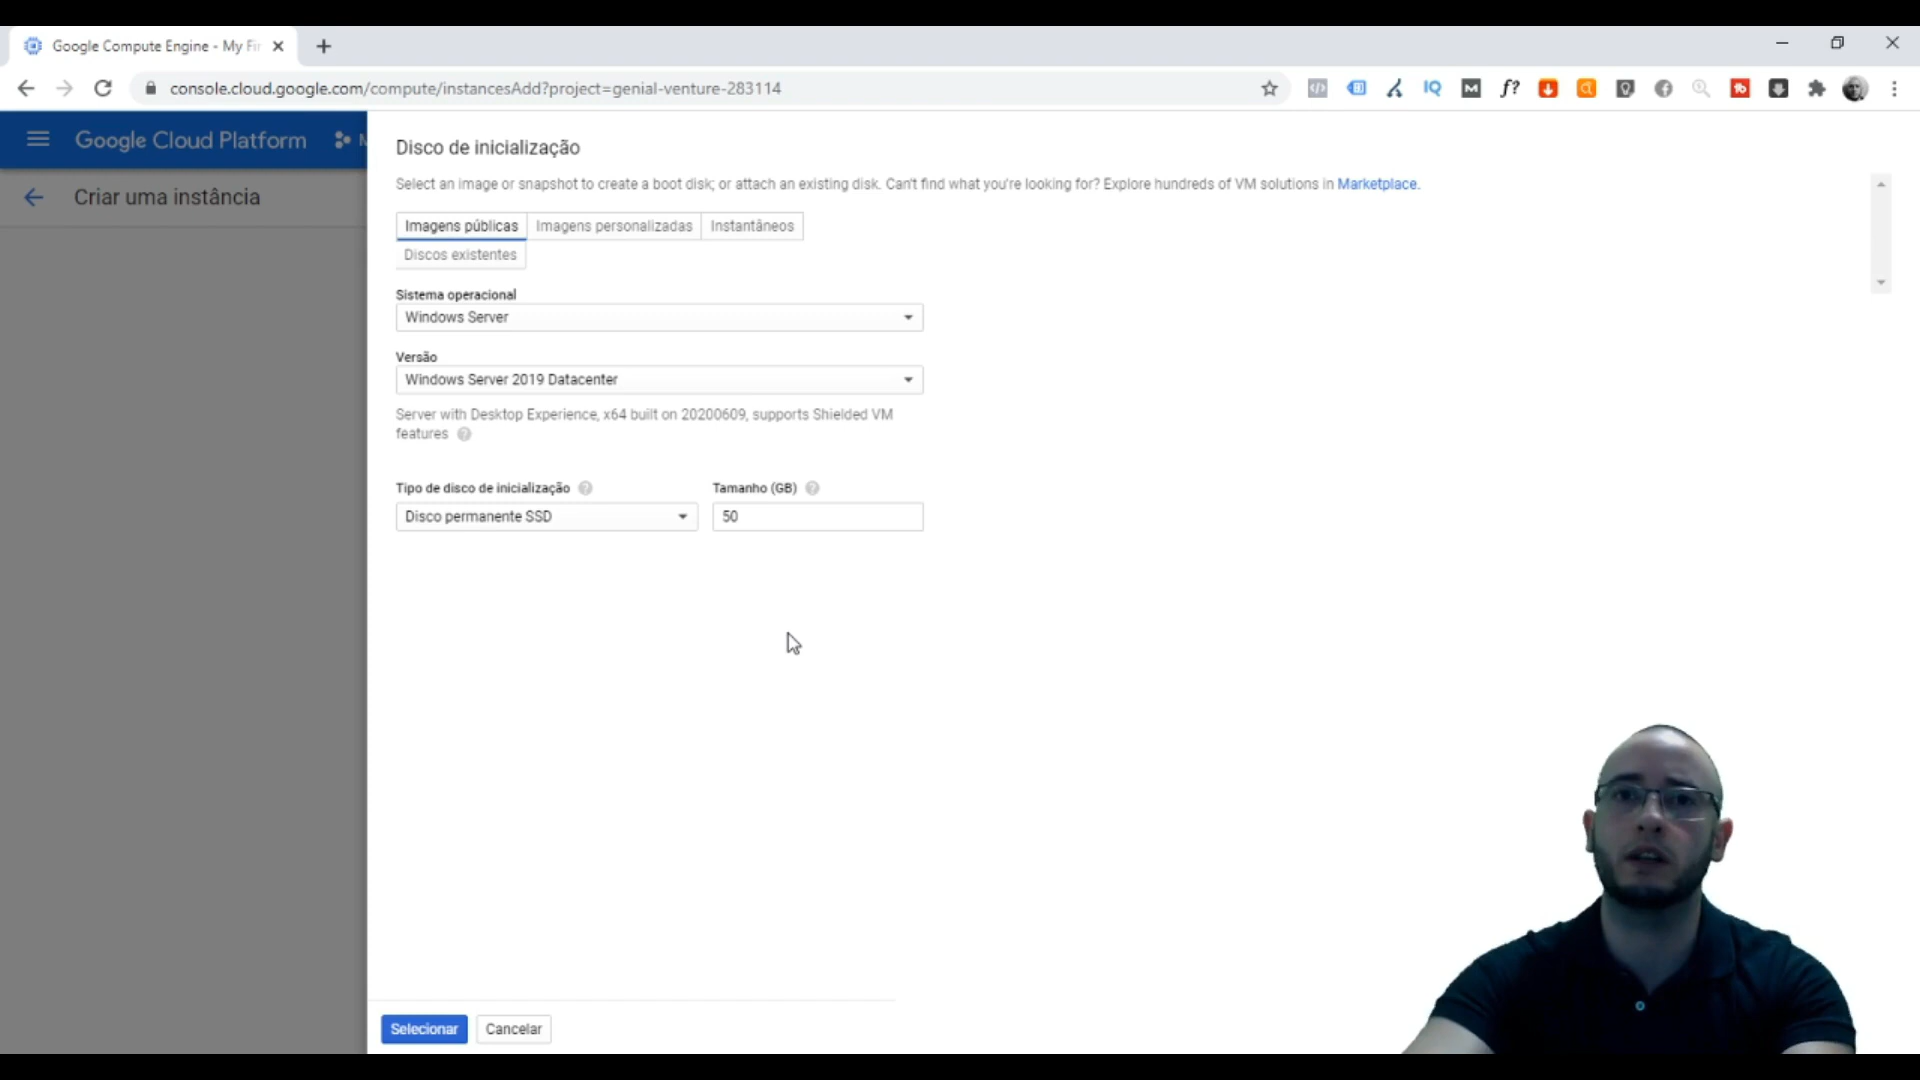 Google Compute Engine - My Fir
console.cloud.google.com/compute/instancesAdd?project=genial-venture-283114
IQ
M
f?
Google Cloud Platform
Criar uma instância
Disco de inicialização
Select an image or snapshot to create a boot disk; or attach an existing disk. Can't find what you're looking for? Explore hundreds of VM solutions in Marketplace.
Imagens públicas Imagens personalizadas Instantâneos
Discos existentes
Sistema operacional
Windows Server
Versão
Windows Server 2019 Datacenter
Server with Desktop Experience, x64 built on 20200609, supports Shielded VM
features ?
Tipo de disco de inicialização ? Tamanho (GB) ?
Disco permanente SSD 50
Selecionar Cancelar